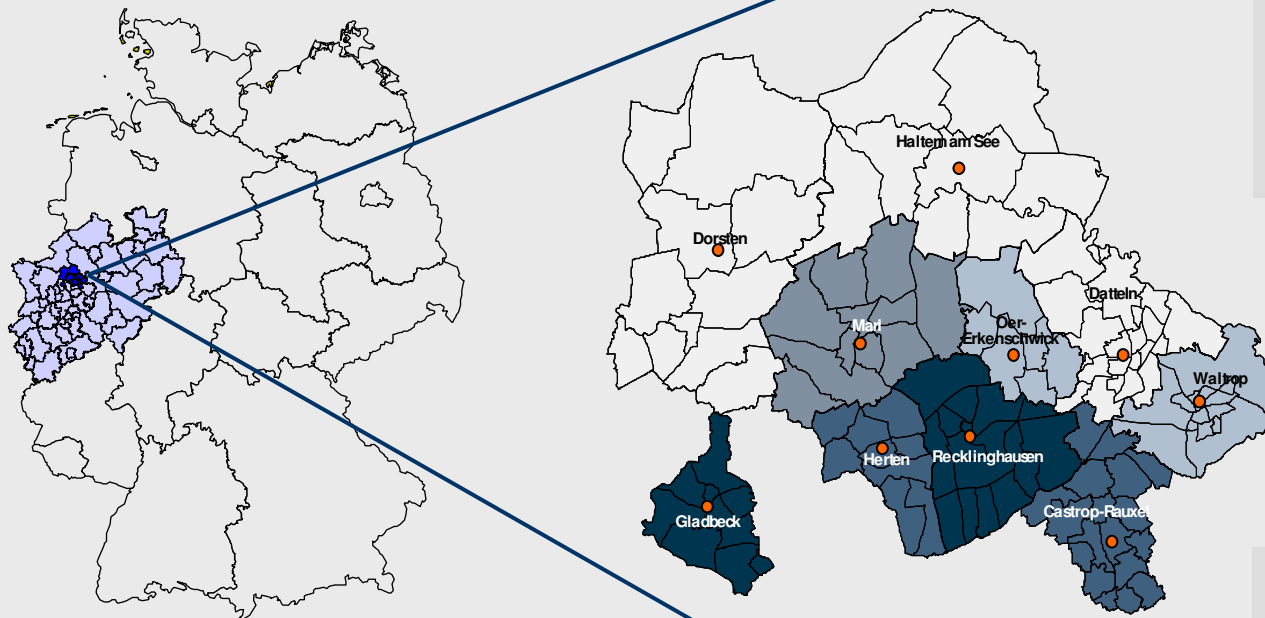 Haltern am See
Dorsten
Datteln
Marl
Oer-
Erkenschwick
Waltrop
Herten
Recklinghausen
Gladbeck
Castrop-Rauxel